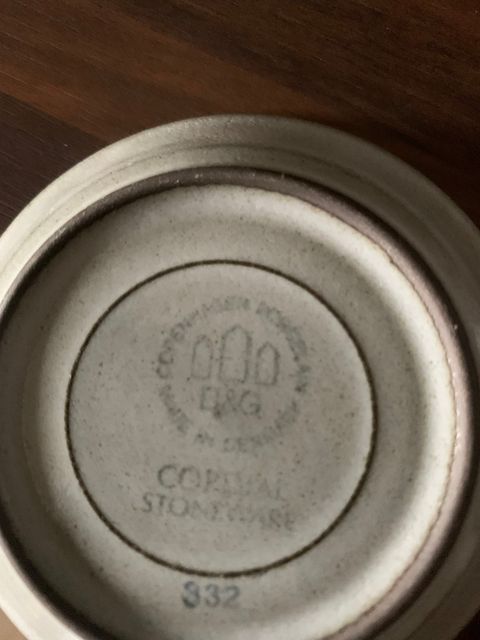 COPENHAGEN PORCELAIN
B&G
MADE IN DENMARK
CORDIAL
STONEWARE
332